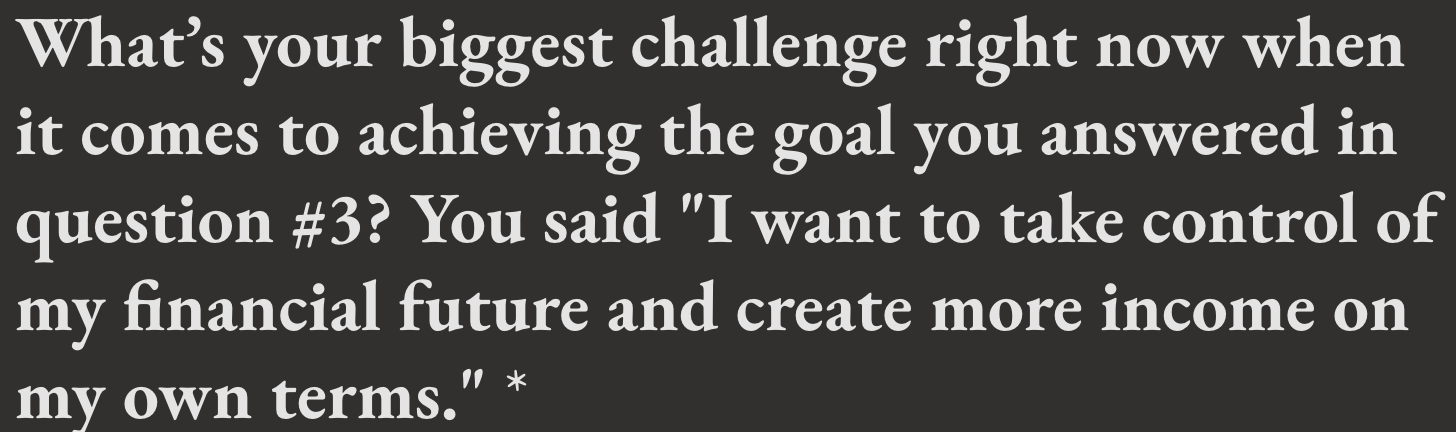 What’s your biggest challenge right now when
it comes to achieving the goal you answered in
question #3? You said "I want to take control of
my financial future and create more income on
my own terms." *